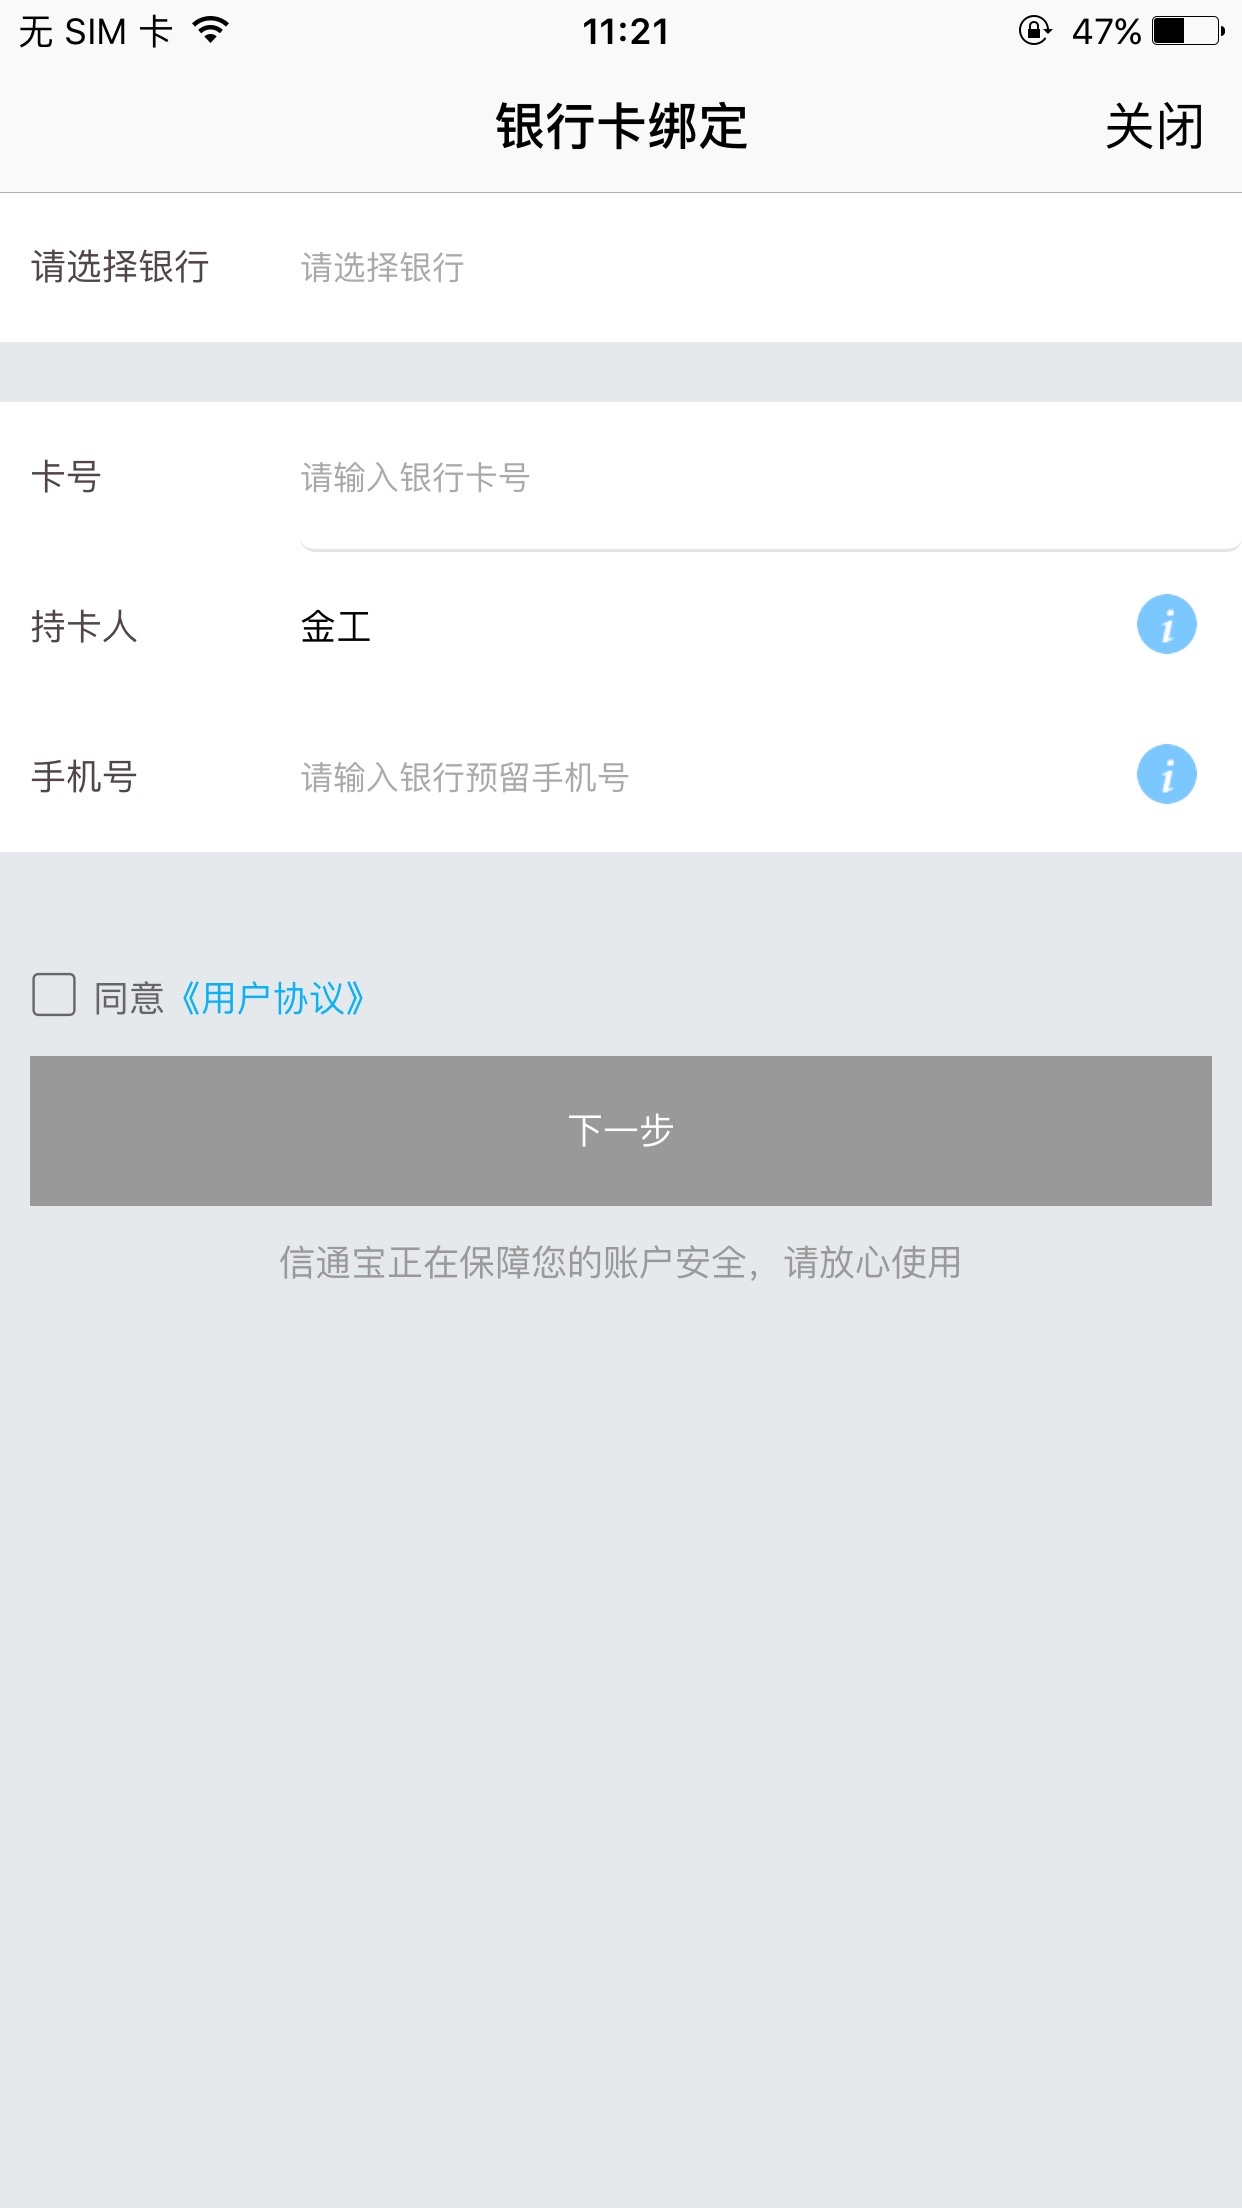 无 SIM 卡 11:21 47%
银行卡绑定 关闭
请选择银行 请选择银行
卡号 请输入银行卡号
持卡人 金工
手机号 请输入银行预留手机号
同意《用户协议》
下一步
信通宝正在保障您的账户安全，请放心使用